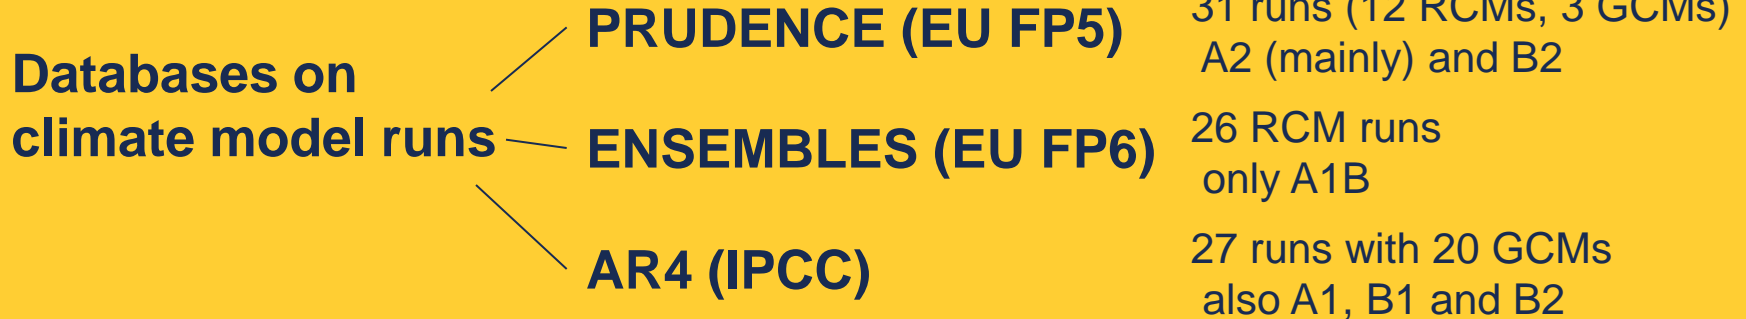 Databases on
climate model runs
PRUDENCE (EU FP5)
31 runs (12 RCMs, 3 GCMs)
A2 (mainly) and B2
ENSEMBLES (EU FP6)
26 RCM runs
only A1B
AR4 (IPCC)
27 runs with 20 GCMs
also A1, B1 and B2